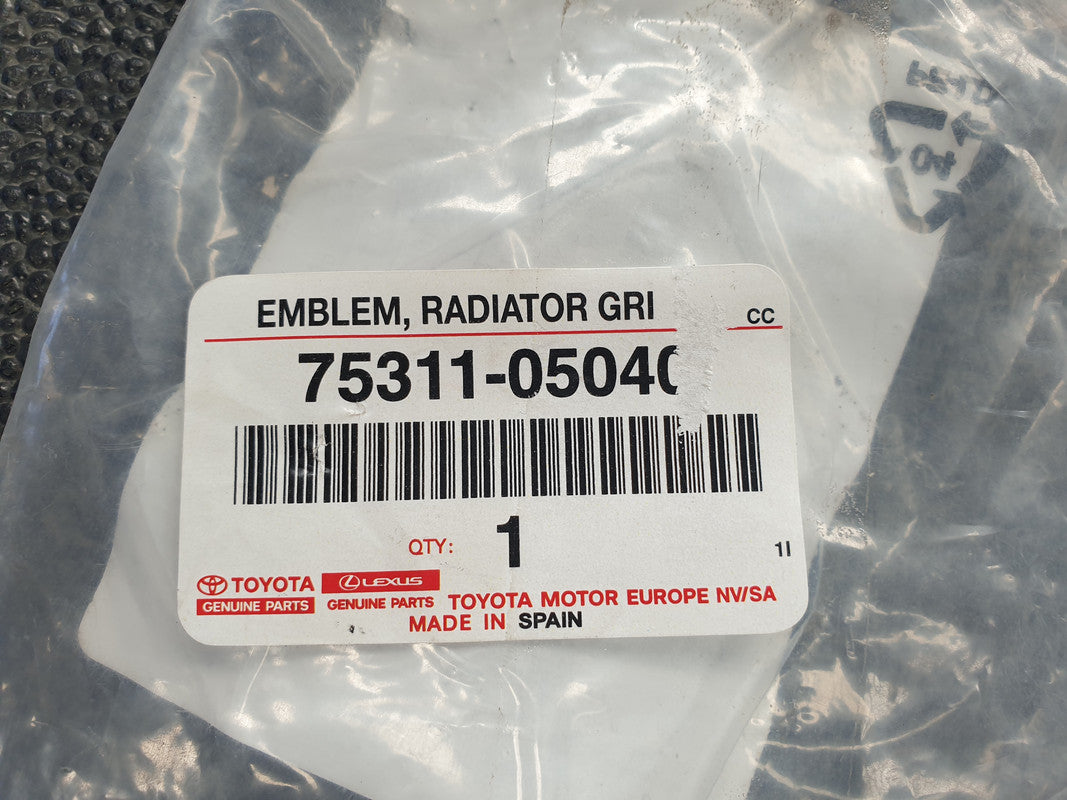 EMBLEM, RADIATOR GRI CC
75311-05040
QTY: 1 1I
TOYOTA LEXUS
GENUINE PARTS GENUINE PARTS TOYOTA MOTOR EUROPE NV/SA
MADE IN SPAIN